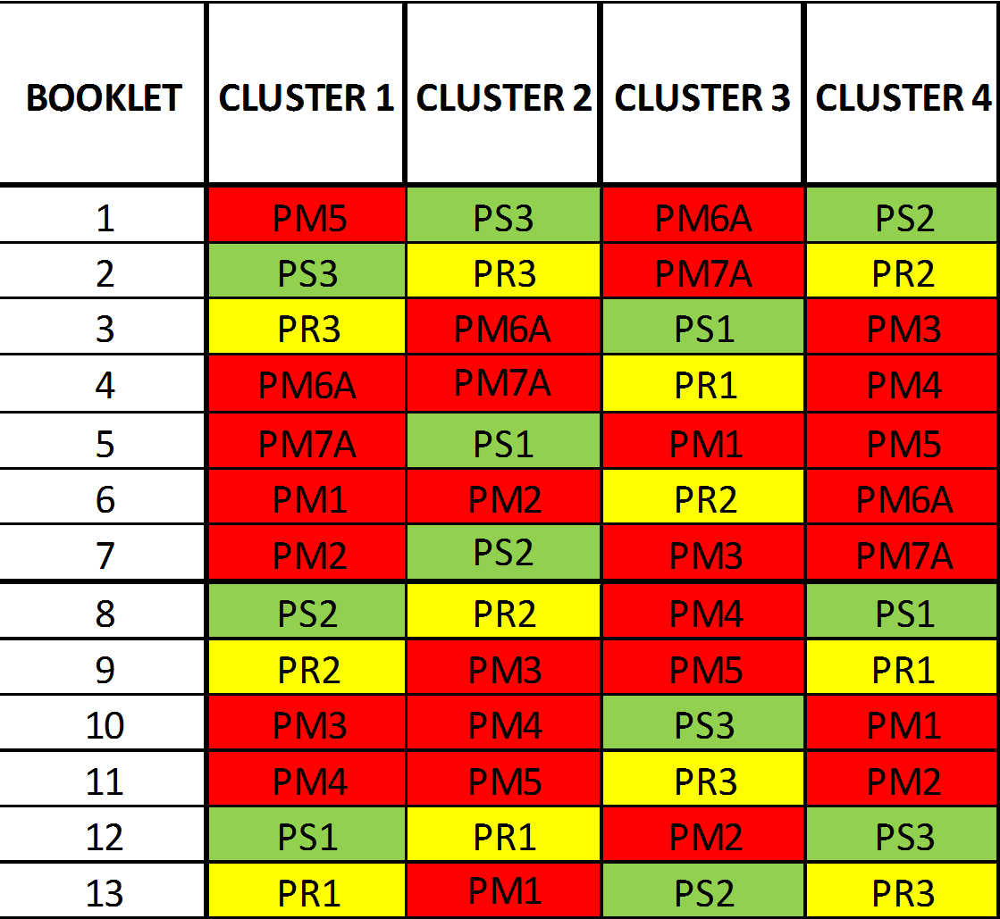 BOOKLET CLUSTER 1 CLUSTER 2 CLUSTER 3 CLUSTER 4
1 PM5 PS3 PM6A PS2
2 PS3 PR3 PM7A PR2
3 PR3 PM6A PS1 PM3
4 PM6A PM7A PR1 PM4
5 PM7A PS1 PM1 PM5
6 PM1 PM2 PR2 PM6A
7 PM2 PS2 PM3 PM7A
8 PS2 PR2 PM4 PS1
9 PR2 PM3 PM5 PR1
10 PM3 PM4 PS3 PM1
11 PM4 PM5 PR3 PM2
12 PS1 PR1 PM2 PS3
13 PR1 PM1 PS2 PR3